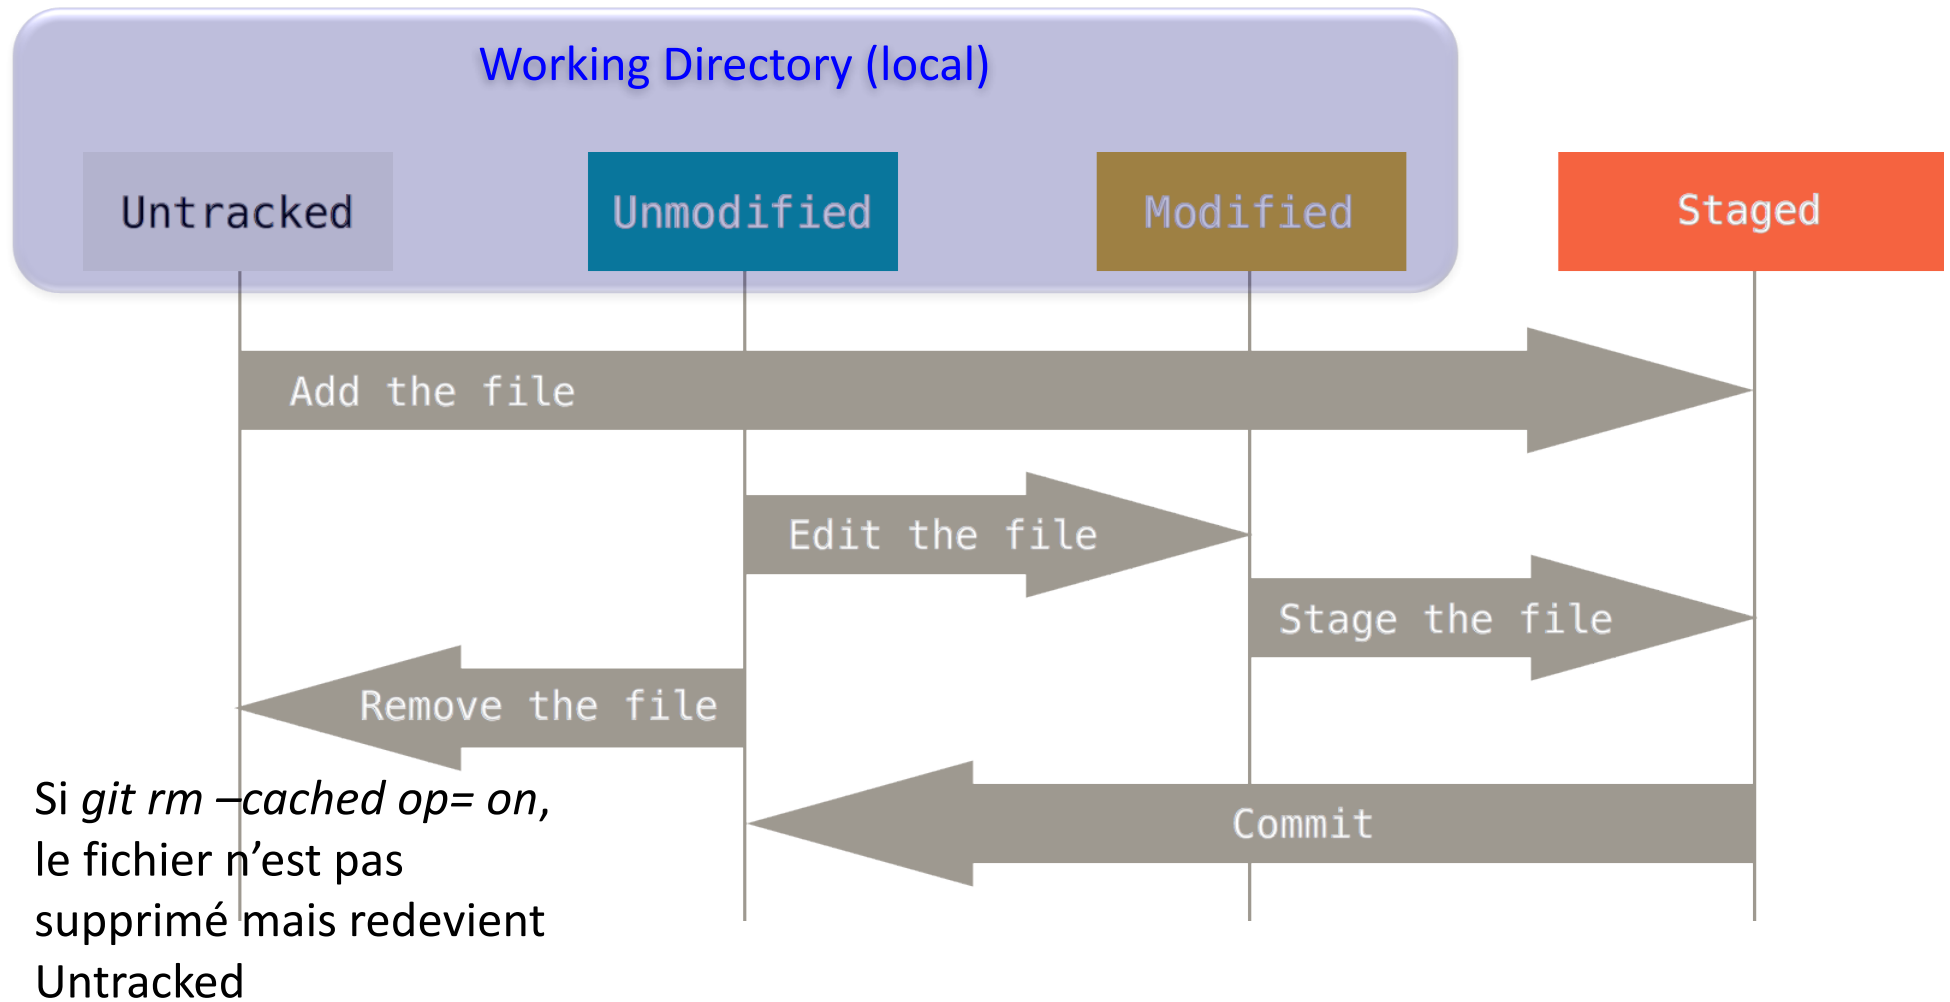 Working Directory (local)
Untracked
Unmodified
Modified
Staged
Add the file
Edit the file
Stage the file
Remove the file
Commit
Si git rm –cached op= on,
le fichier n’est pas
supprimé mais redevient
Untracked